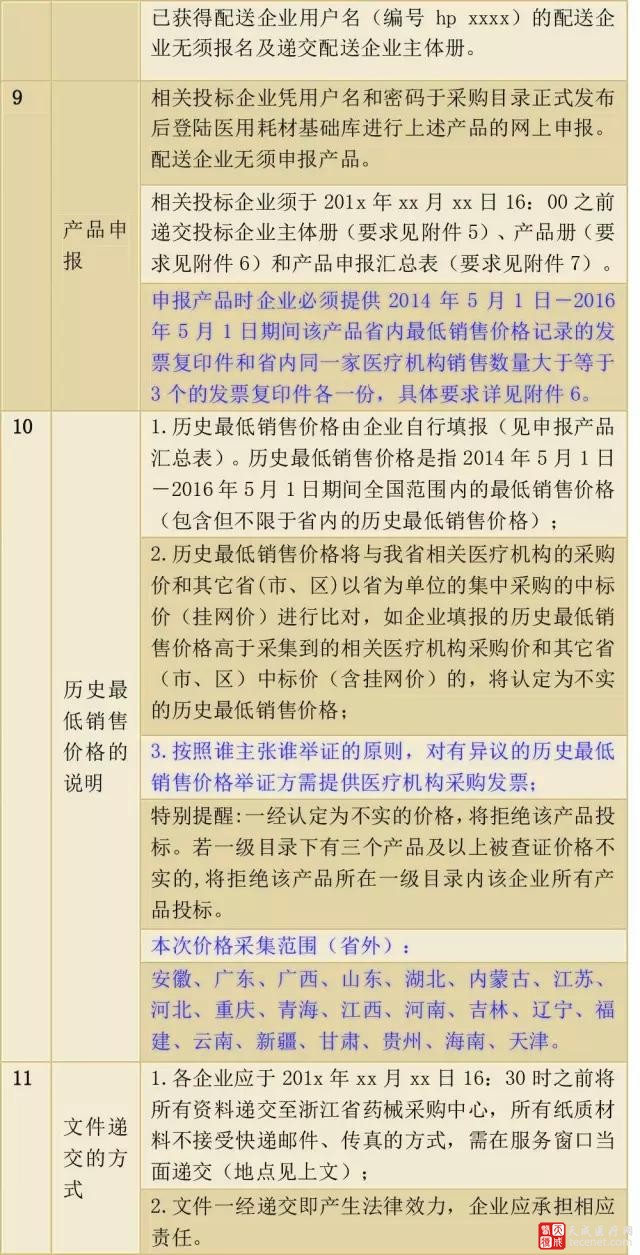 已获得配送企业用户名（编号 hp xxxx）的配送企
业无须报名及递交配送企业主体册。
9
产品申
报
相关投标企业凭用户名和密码于采购目录正式发布
后登陆医用耗材基础库进行上述产品的网上申报。
配送企业无须申报产品。
相关投标企业须于 201x 年 xx 月 xx 日 16：00 之前
递交投标企业主体册（要求见附件 5）、产品册（要
求见附件 6）和产品申报汇总表（要求见附件 7）。
申报产品时企业必须提供 2014 年 5 月 1 日－2016
年 5 月 1 日期间该产品省内最低销售价格记录的发
票复印件和省内同一家医疗机构销售数量大于等于
3 个的发票复印件各一份，具体要求详见附件 6。
10
历史最
低销售
价格的
说明
1.历史最低销售价格由企业自行填报（见申报产品
汇总表）。历史最低销售价格是指 2014 年 5 月 1 日
－2016 年 5 月 1 日期间全国范围内的最低销售价格
（包含但不限于省内的历史最低销售价格）；
2.历史最低销售价格将与我省相关医疗机构的采购
价和其它省(市、区)以省为单位的集中采购的中标
价（挂网价）进行比对，如企业填报的历史最低销
售价格高于采集到的相关医疗机构采购价和其它省
（市、区）中标价（含挂网价）的，将认定为不实
的历史最低销售价格；
3.按照谁主张谁举证的原则，对有异议的历史最低
销售价格举证方需提供医疗机构采购发票；
特别提醒:一经认定为不实的价格,将拒绝该产品投
标。若一级目录下有三个产品及以上被查证价格不
实的,将拒绝该产品所在一级目录内该企业所有产
品投标。
本次价格采集范围（省外）：
安徽、广东、广西、山东、湖北、内蒙古、江苏、
河北、重庆、青海、江西、河南、吉林、辽宁、福
建、云南、新疆、甘肃、贵州、海南、天津。
11
文件递
交的方
式
1.各企业应于 201x 年 xx 月 xx 日 16：30 时之前将
所有资料递交至浙江省药械采购中心，所有纸质材
料不接受快递邮件、传真的方式，需在服务窗口当
面递交（地点见上文）；
2.文件一经递交即产生法律效力，企业应承担相应
责任。